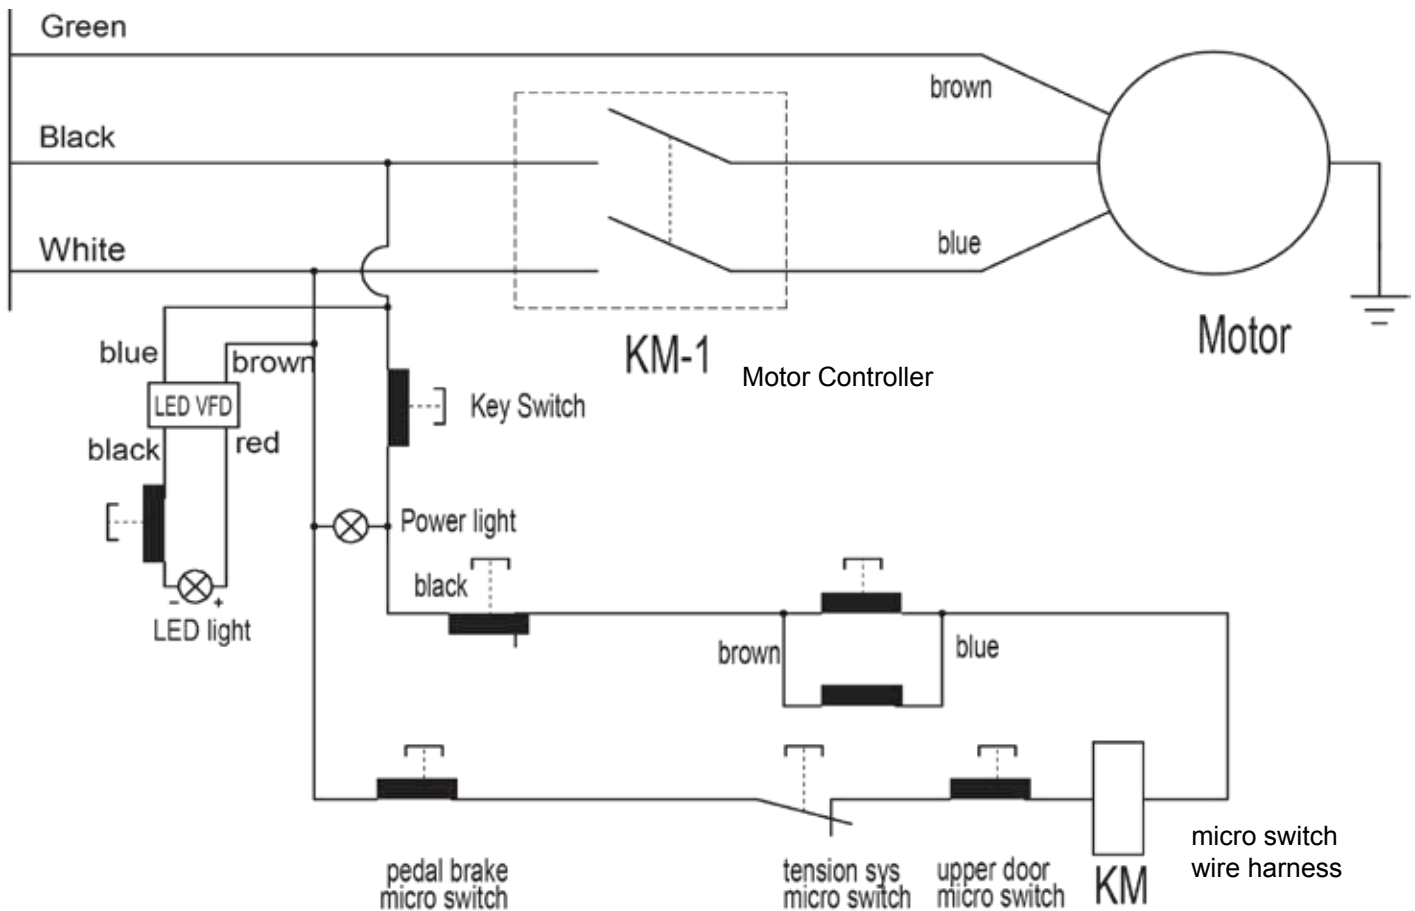 Green
brown
Black
White
blue
KM-1
Motor Controller
Motor
blue
brown
LED VFD
Key Switch
black
red
Power light
black
- +
LED light
brown
blue
pedal brake
micro switch
tension sys
micro switch
upper door
micro switch
KM
micro switch
wire harness